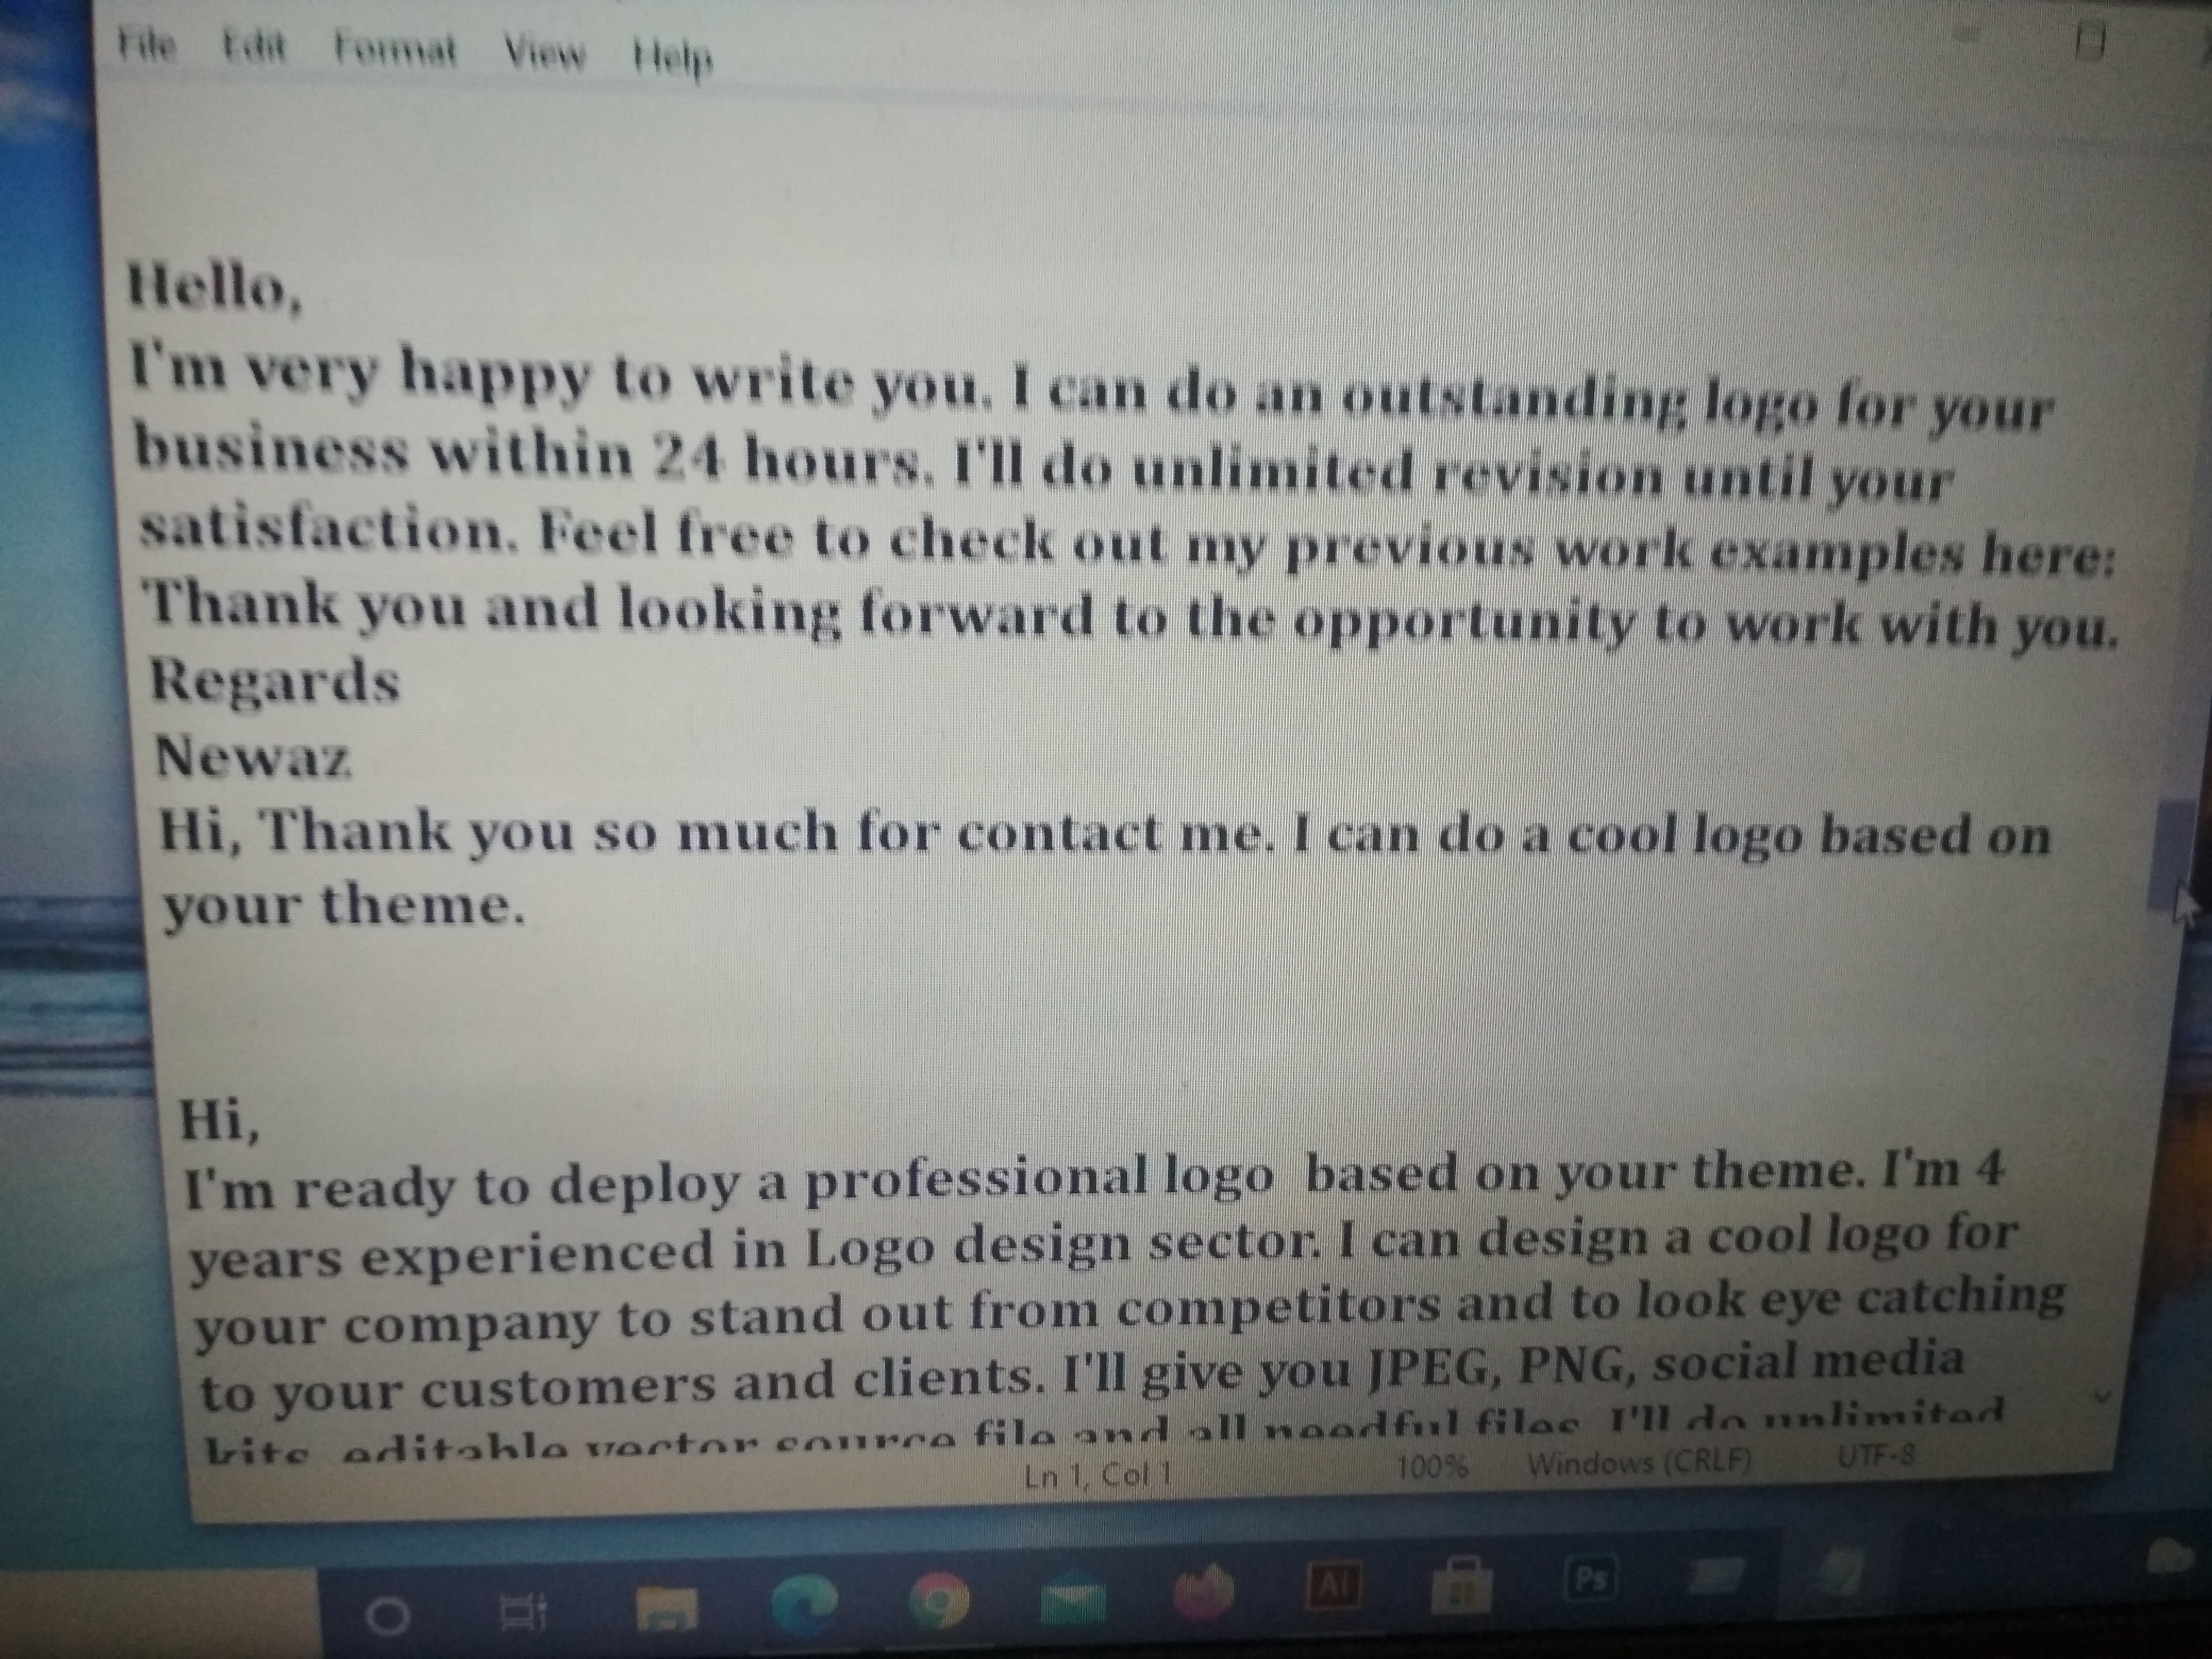 File Edit Format View Help
Hello,
I'm very happy to write you. I can do an outstanding logo for your
business within 24 hours. I'll do unlimited revision until your
satisfaction. Feel free to check out my previous work examples here:
Thank you and looking forward to the opportunity to work with you.
Regards
Newaz
Hi, Thank you so much for contact me. I can do a cool logo based on
your theme.
Hi,
I'm ready to deploy a professional logo  based on your theme. I'm 4
years experienced in Logo design sector. I can design a cool logo for
your company to stand out from competitors and to look eye catching
to your customers and clients. I'll give you JPEG, PNG, social media
kits, editable vector source file and all needful files. I'll do unlimited
Ln 1, Col 1 100% Windows (CRLF) UTF-8
Ai Ps